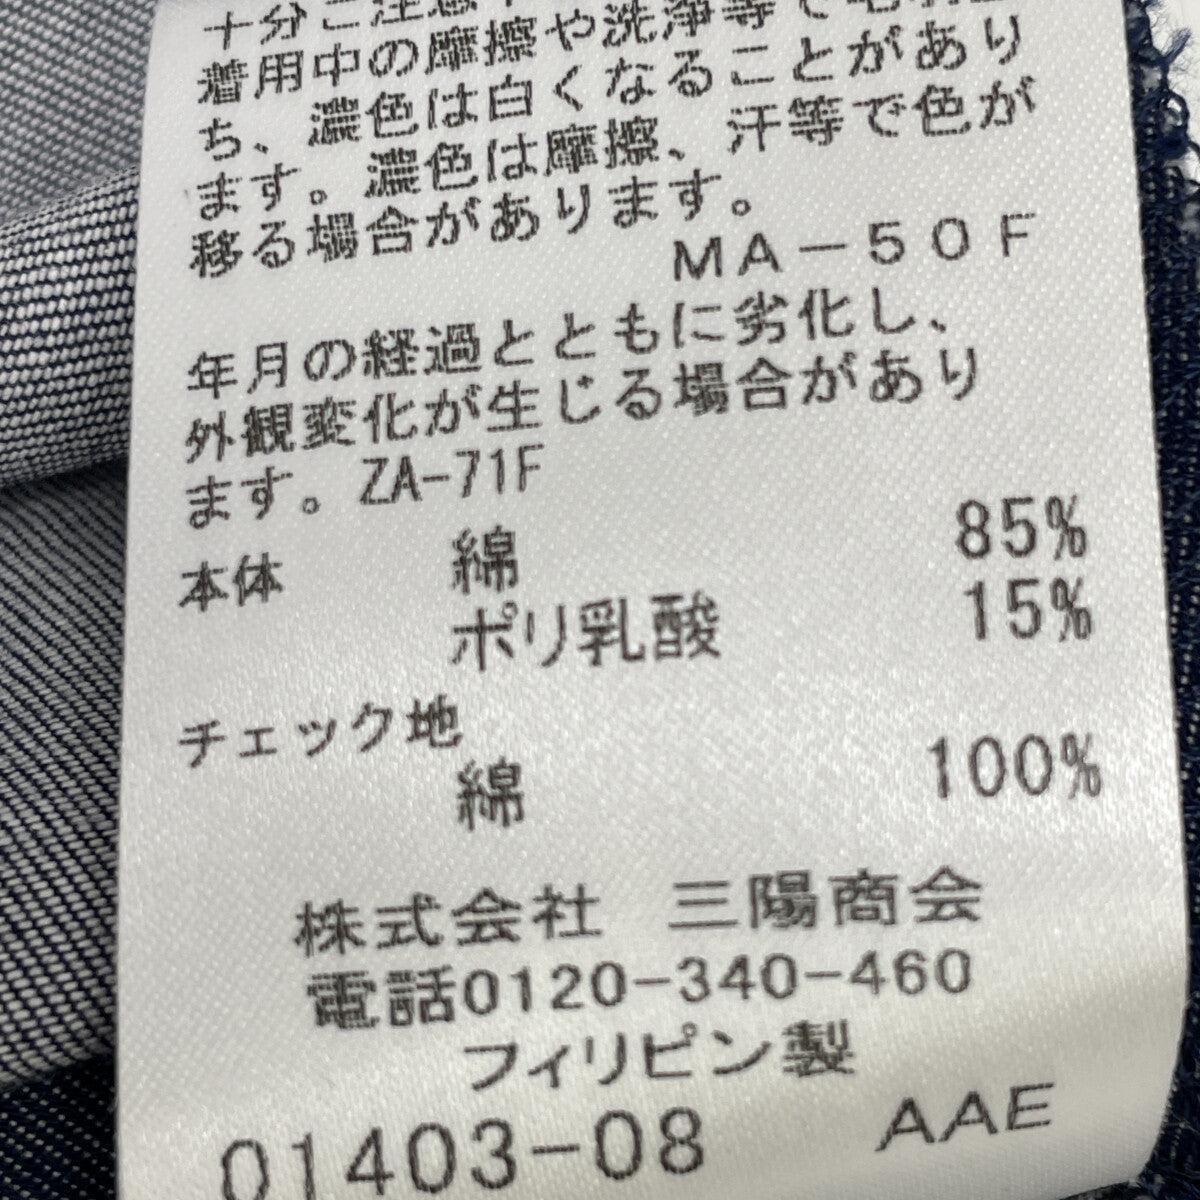 十分ご注意
着用中の摩擦や洗浄等で毛羽立
ち、濃色は白くなることがあり
ます。濃色は摩擦、汗等で色が
移る場合があります。
MA-50F
年月の経過とともに劣化し、
外観変化が生じる場合があり
ます。ZA-71F
本体 綿 85%
ポリ乳酸 15%
チェック地
綿 100%
株式会社 三陽商会
電話0120-340-460
フィリピン製
01403-08 AAE